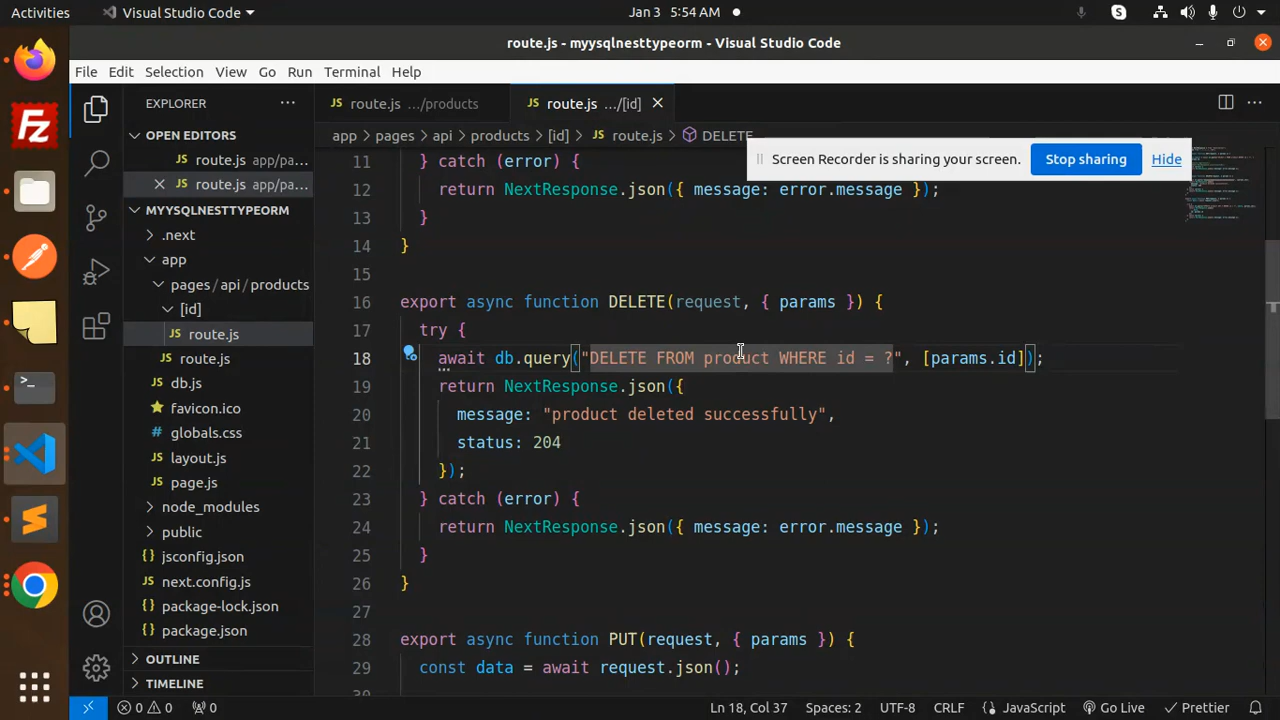 Activities
Visual Studio Code
Jan 3 5:54 AM
route.js - myysqlnesttypeorm - Visual Studio Code
File Edit Selection View Go Run Terminal Help
EXPLORER
route.js .../products
route.js .../[id]
OPEN EDITORS
app > pages > api > products > [id] > route.js > DELETE
route.js app/pa...
route.js app/pa...
Screen Recorder is sharing your screen. Stop sharing Hide
MYYSQLNESTTYPEORM
.next
app
pages/api/products
[id]
route.js
route.js
db.js
favicon.ico
globals.css
layout.js
page.js
node_modules
public
jsconfig.json
next.config.js
package-lock.json
package.json
OUTLINE
TIMELINE
11 } catch (error) {
12 return NextResponse.json({ message: error.message });
13 }
14 }
15
16 export async function DELETE(request, { params }) {
17 try {
18 await db.query("DELETE FROM product WHERE id = ?", [params.id]);
19 return NextResponse.json({
20 message: "product deleted successfully",
21 status: 204
22 });
23 } catch (error) {
24 return NextResponse.json({ message: error.message });
25 }
26 }
27
28 export async function PUT(request, { params }) {
29 const data = await request.json();
0 0 0 Ln 18, Col 37 Spaces: 2 UTF-8 CRLF JavaScript Go Live Prettier